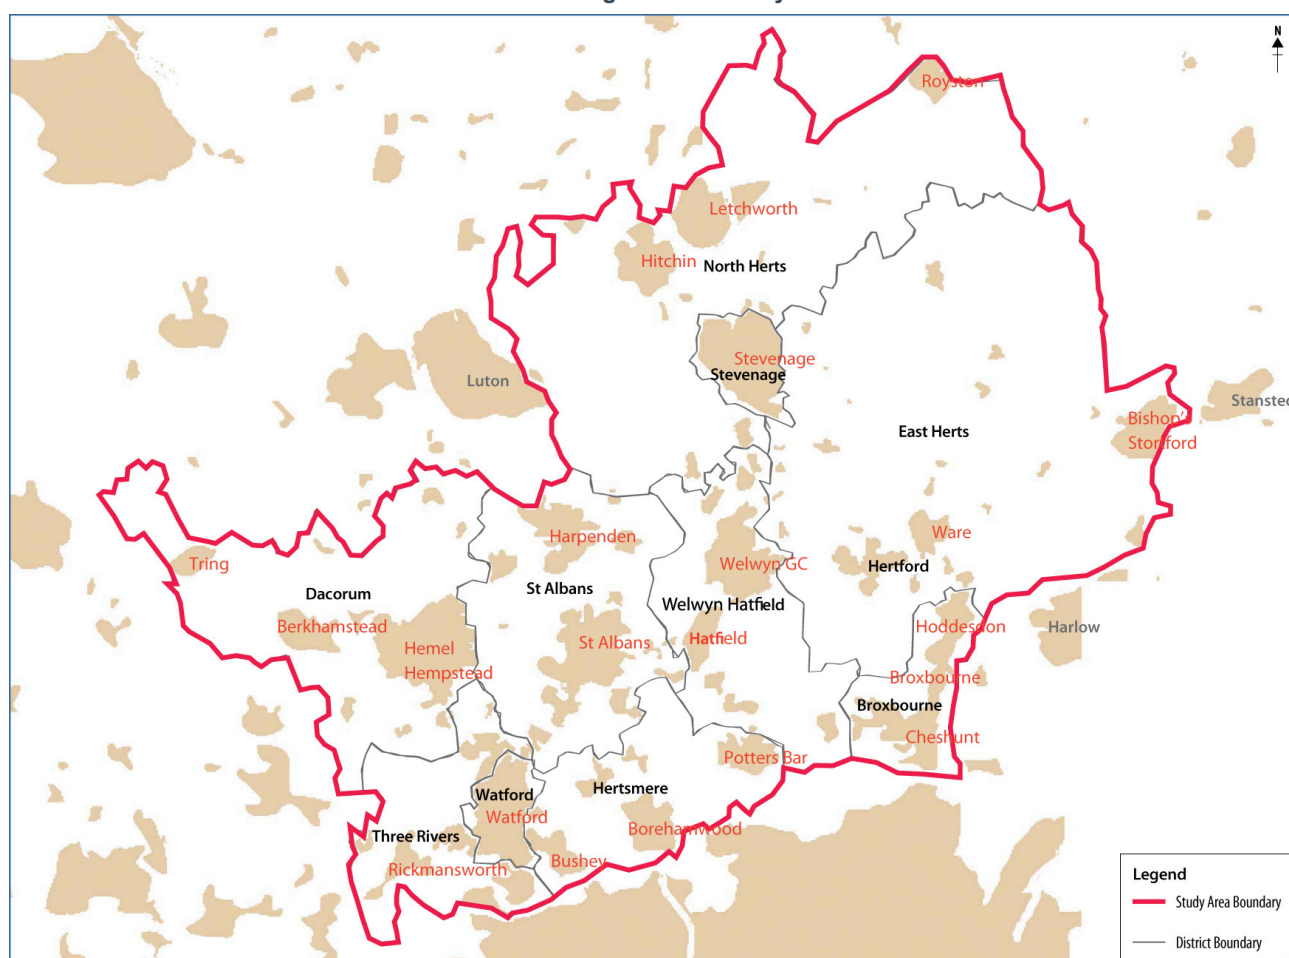 N
Royston
Letchworth
Hitchin
North Herts
Stevenage
Stevenage
Luton
Stansted
Bishop's
Stortford
East Herts
Harpenden
Ware
Tring
Welwyn GC
Hertford
Dacorum
St Albans
Welwyn Hatfield
Berkhamstead
Hoddesdon
Harlow
Hatfield
St Albans
Hemel
Hempstead
Broxbourne
Broxbourne
Cheshunt
Potters Bar
Hertsmere
Watford
Watford
Borehamwood
Three Rivers
Bushey
Rickmansworth
Legend
Study Area Boundary
District Boundary